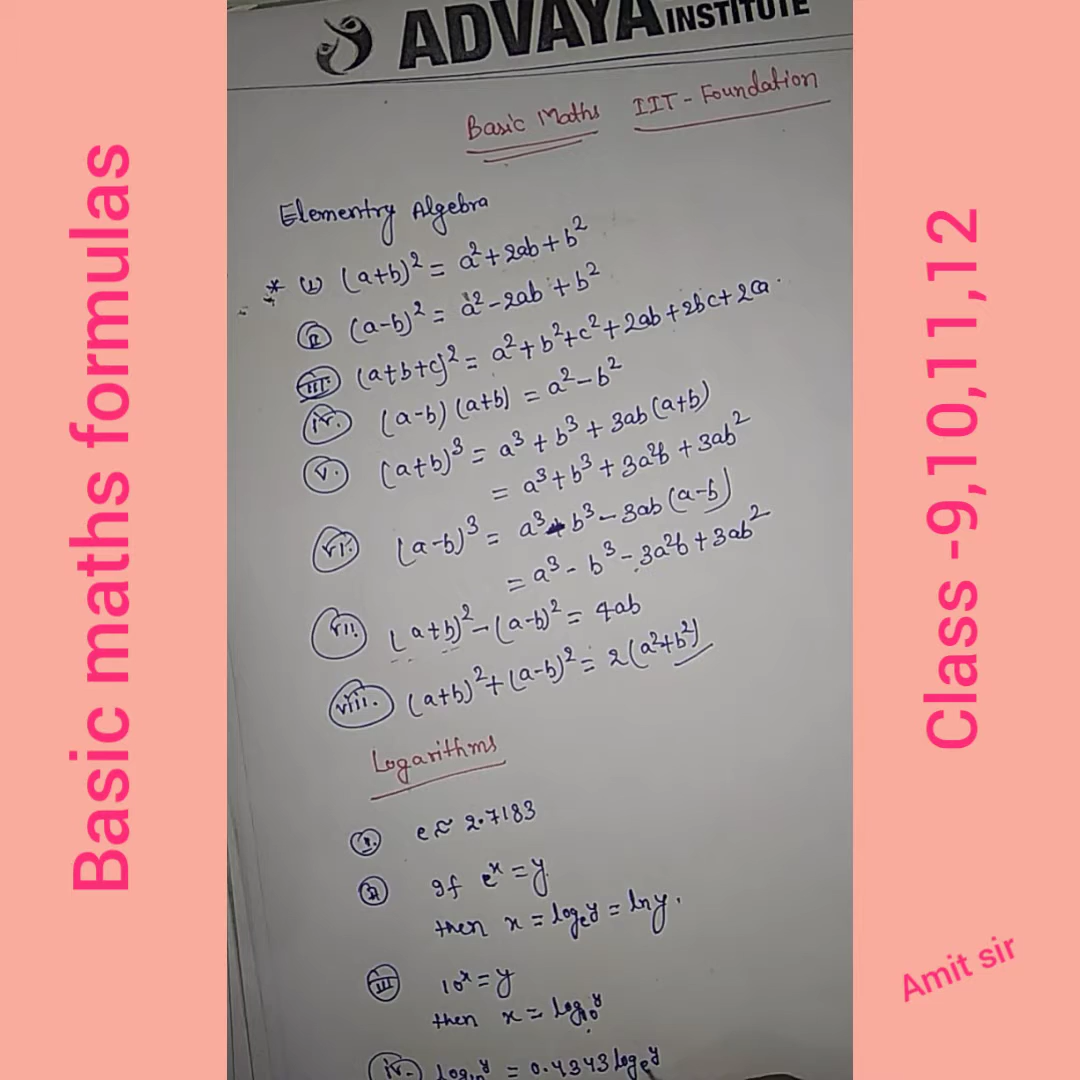 ADVAYA INSTITUTE
Basic Maths IIT - Foundation
Elementry Algebra
* (i) (a+b)² = a² + 2ab + b²
(ii) (a-b)² = a² - 2ab + b²
(iii) (a+b+c)² = a² + b² + c² + 2ab + 2bc + 2ca.
iv. (a-b) (a+b) = a² - b²
v. (a+b)³ = a³ + b³ + 3ab (a+b)
= a³ + b³ + 3a²b + 3ab²
vi. (a-b)³ = a³ - b³ - 3ab (a-b)
= a³ - b³ - 3a²b + 3ab²
vii. (a+b)² - (a-b)² = 4ab
viii. (a+b)² + (a-b)² = 2(a²+b²)
Logarithms
i. e ≈ 2.7183
ii If eˣ = y
then x = logₑy = lny.
iii 10ˣ = y
then x = log₁₀y
iv. log₁₀y = 0.4343 logₑy
Basic maths formulas
Class -9,10,11,12
Amit sir